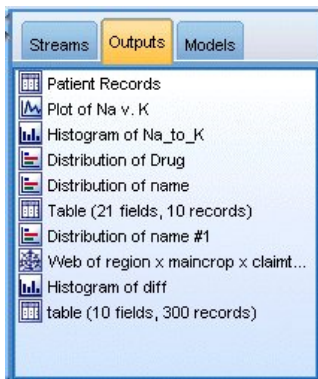 Streams Outputs Models
Patient Records
Plot of Na v. K
Histogram of Na_to_K
Distribution of Drug
Distribution of name
Table (21 fields, 10 records)
Distribution of name #1
Web of region x maincrop x claimt...
Histogram of diff
table (10 fields, 300 records)